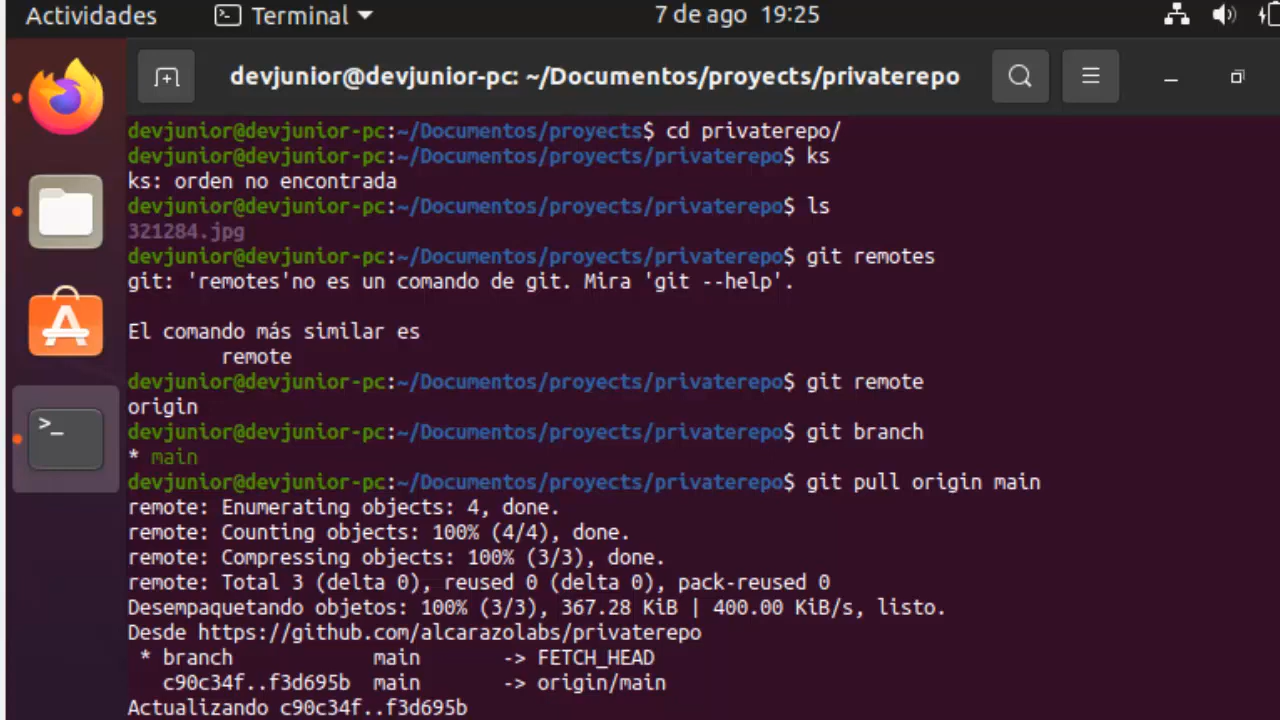 Actividades Terminal 7 de ago 19:25
devjunior@devjunior-pc: ~/Documentos/proyects/privaterepo
devjunior@devjunior-pc:~/Documentos/proyects$ cd privaterepo/
devjunior@devjunior-pc:~/Documentos/proyects/privaterepo$ ks
ks: orden no encontrada
devjunior@devjunior-pc:~/Documentos/proyects/privaterepo$ ls
321284.jpg
devjunior@devjunior-pc:~/Documentos/proyects/privaterepo$ git remotes
git: 'remotes'no es un comando de git. Mira 'git --help'.
El comando más similar es
remote
devjunior@devjunior-pc:~/Documentos/proyects/privaterepo$ git remote
origin
devjunior@devjunior-pc:~/Documentos/proyects/privaterepo$ git branch
* main
devjunior@devjunior-pc:~/Documentos/proyects/privaterepo$ git pull origin main
remote: Enumerating objects: 4, done.
remote: Counting objects: 100% (4/4), done.
remote: Compressing objects: 100% (3/3), done.
remote: Total 3 (delta 0), reused 0 (delta 0), pack-reused 0
Desempaquetando objetos: 100% (3/3), 367.28 KiB | 400.00 KiB/s, listo.
Desde https://github.com/alcarazolabs/privaterepo
* branch main -> FETCH_HEAD
c90c34f..f3d695b main -> origin/main
Actualizando c90c34f..f3d695b